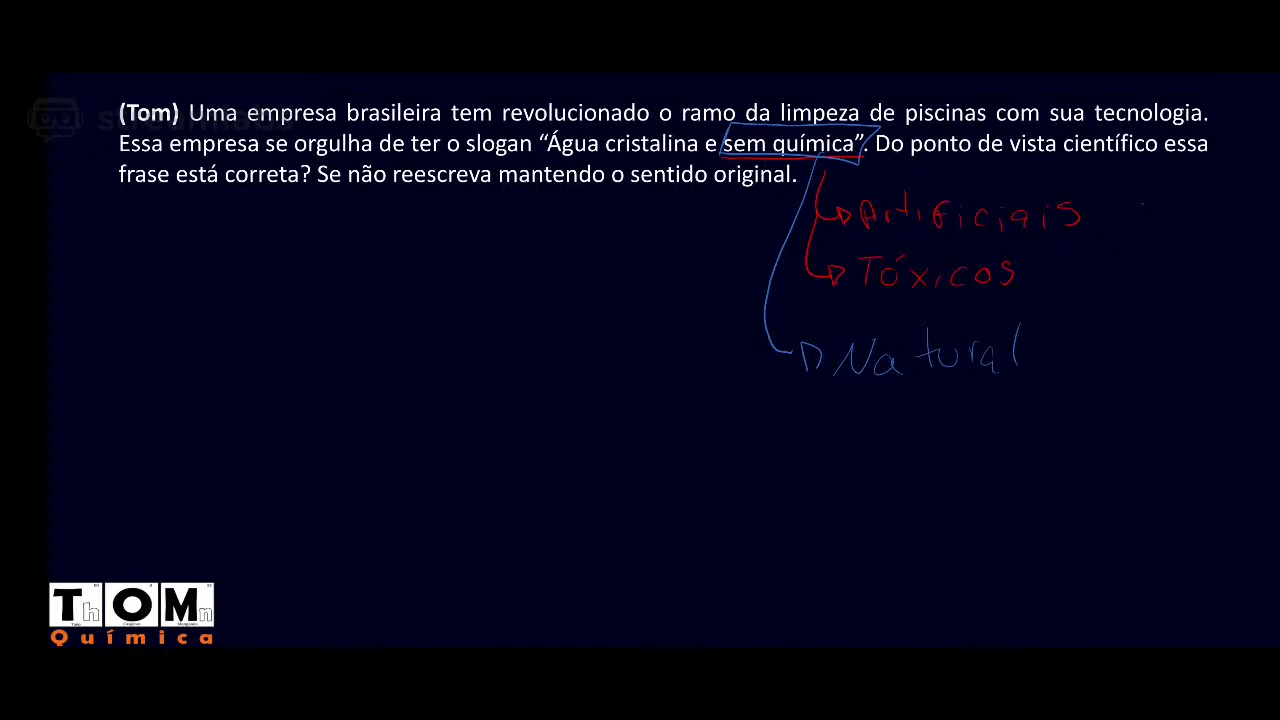 (Tom) Uma empresa brasileira tem revolucionado o ramo da limpeza de piscinas com sua tecnologia.
Essa empresa se orgulha de ter o slogan “Água cristalina e sem química”. Do ponto de vista científico essa
frase está correta? Se não reescreva mantendo o sentido original.
Artificiais
Tóxicos
Natural
Th O Mn
Química